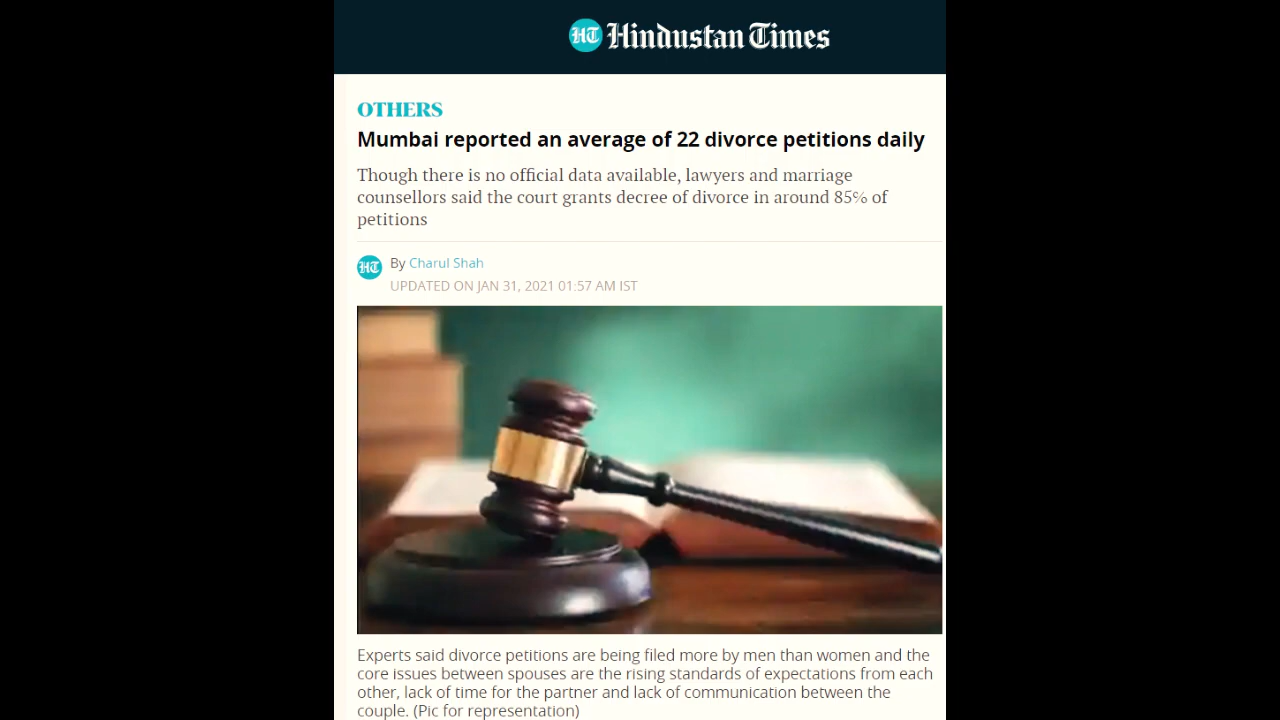 HT Hindustan Times
OTHERS
Mumbai reported an average of 22 divorce petitions daily
Though there is no official data available, lawyers and marriage
counsellors said the court grants decree of divorce in around 85% of
petitions
HT By Charul Shah
UPDATED ON JAN 31, 2021 01:57 AM IST
Experts said divorce petitions are being filed more by men than women and the
core issues between spouses are the rising standards of expectations from each
other, lack of time for the partner and lack of communication between the
couple. (Pic for representation)